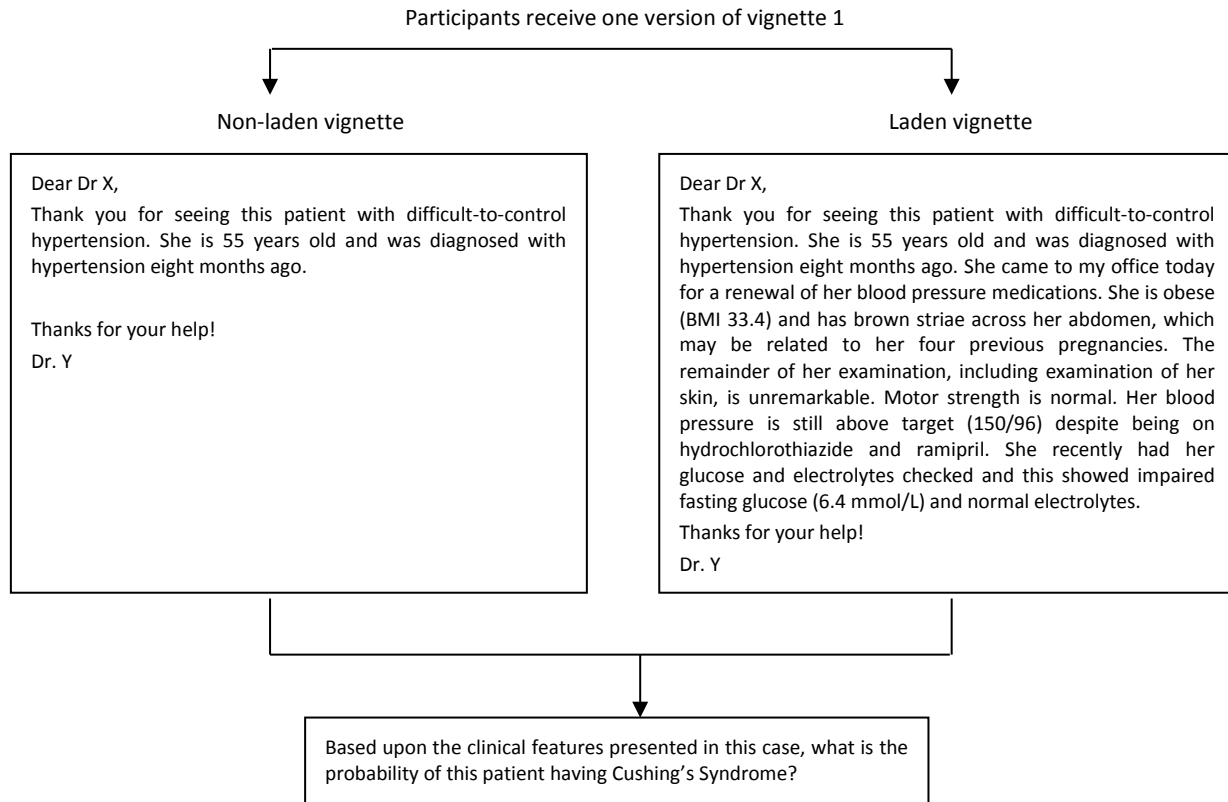 Participants receive one version of vignette 1
Non-laden vignette
Dear Dr X,
Thank you for seeing this patient with difficult-to-control
hypertension. She is 55 years old and was diagnosed with
hypertension eight months ago.
Thanks for your help!
Dr. Y
Laden vignette
Dear Dr X,
Thank you for seeing this patient with difficult-to-control
hypertension. She is 55 years old and was diagnosed with
hypertension eight months ago. She came to my office today
for a renewal of her blood pressure medications. She is obese
(BMI 33.4) and has brown striae across her abdomen, which
may be related to her four previous pregnancies. The
remainder of her examination, including examination of her
skin, is unremarkable. Motor strength is normal. Her blood
pressure is still above target (150/96) despite being on
hydrochlorothiazide and ramipril. She recently had her
glucose and electrolytes checked and this showed impaired
fasting glucose (6.4 mmol/L) and normal electrolytes.
Thanks for your help!
Dr. Y
Based upon the clinical features presented in this case, what is the
probability of this patient having Cushing’s Syndrome?